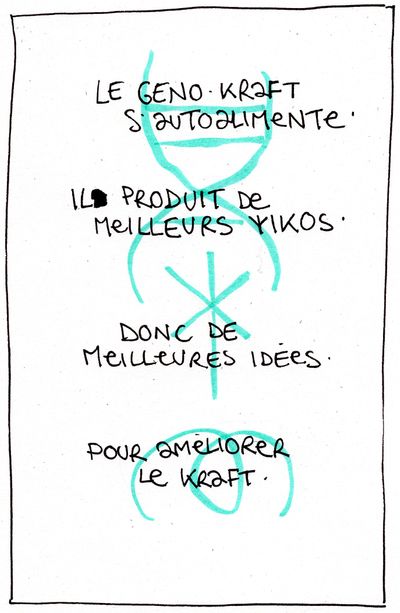 LE GENO.KRAFT
S'AUTOALIMENTE.
IL PRODUIT DE
MEILLEURS YIKOS.
DONC DE
MEILLEURES IDÉES.
POUR AMÉLIORER
LE KRAFT.